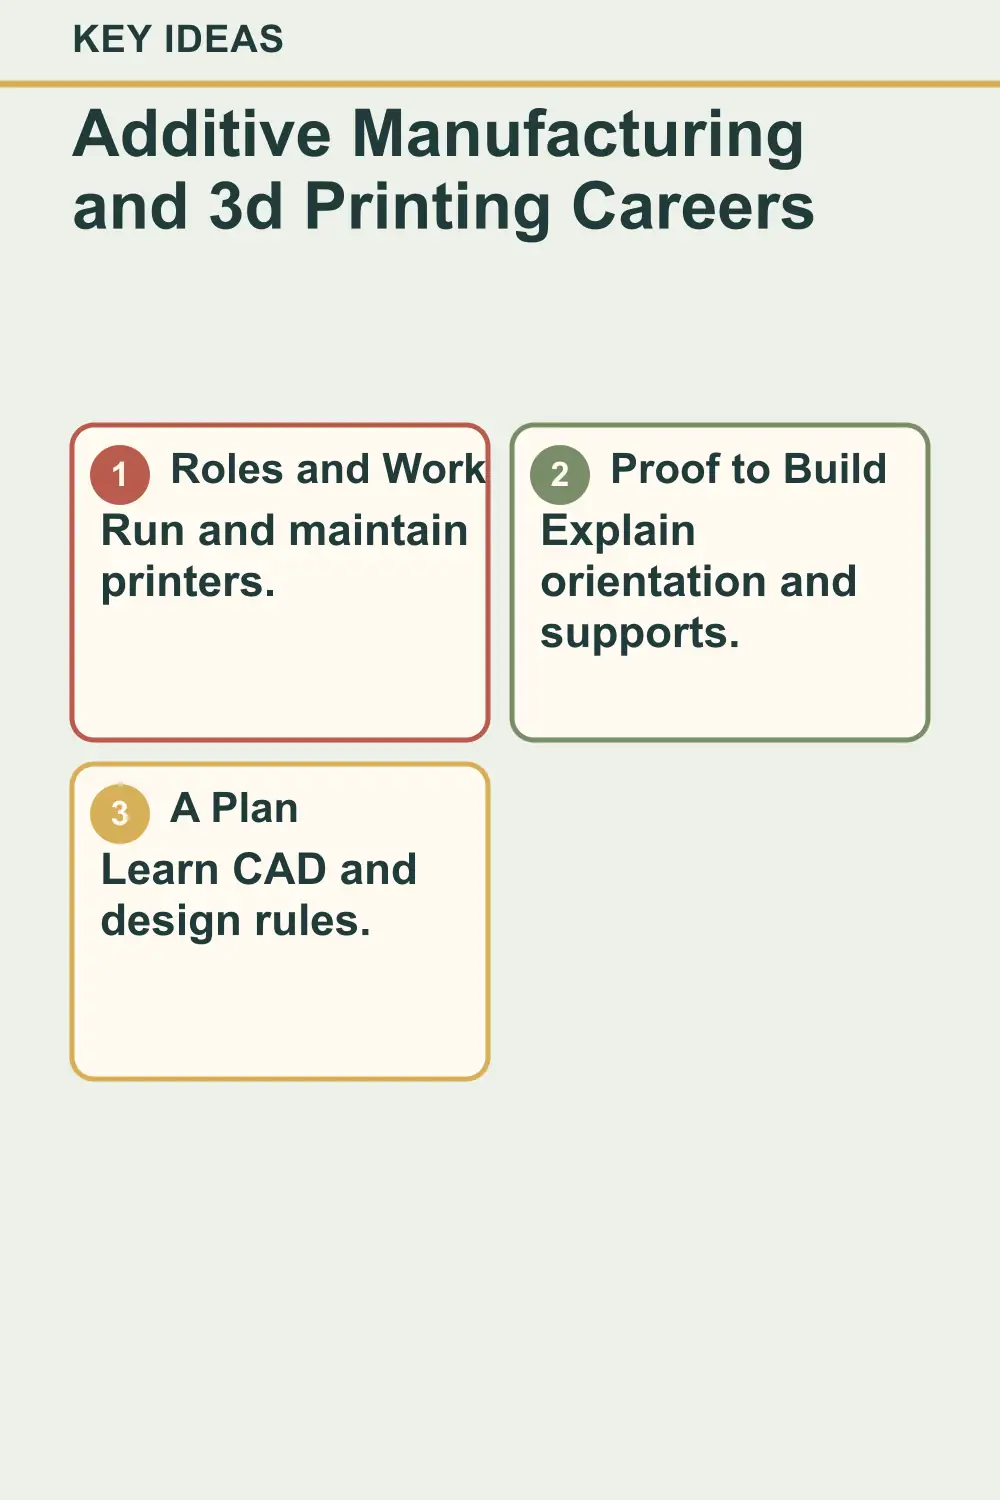 KEY IDEAS
Additive Manufacturing
and 3d Printing Careers
1 Roles and Work
Run and maintain
printers.
2 Proof to Build
Explain
orientation and
supports.
3 A Plan
Learn CAD and
design rules.